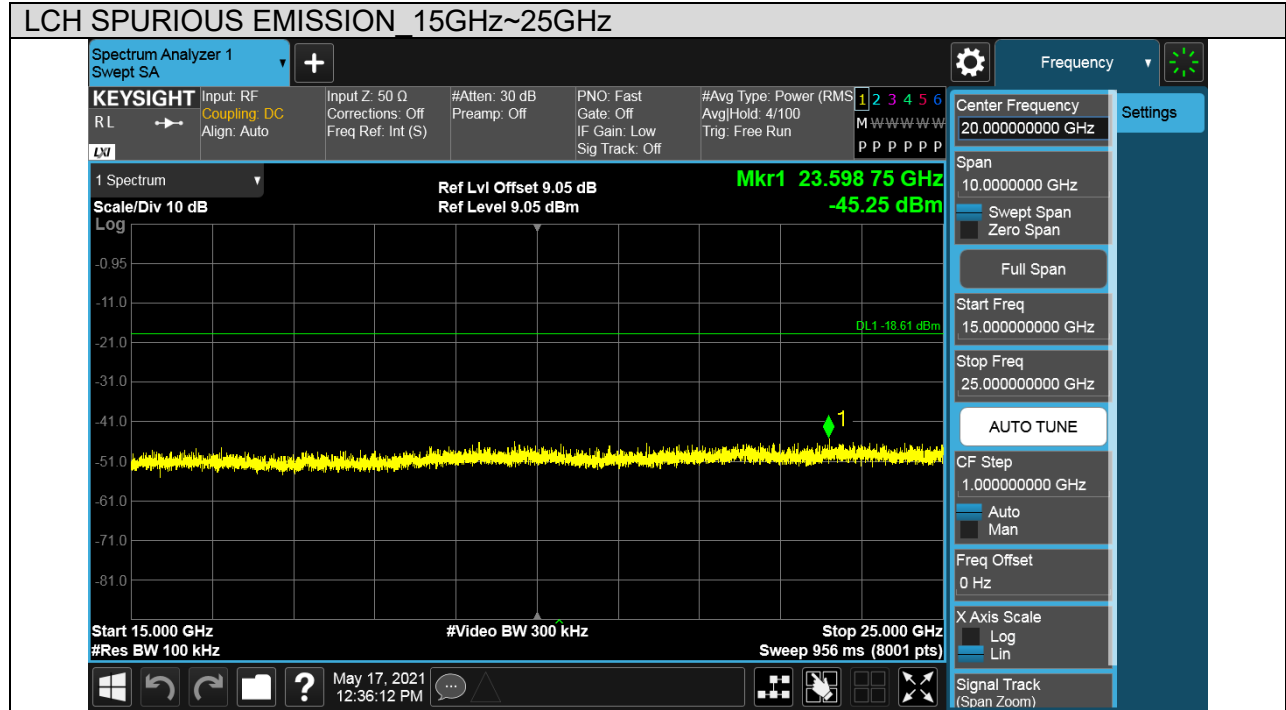 LCH SPURIOUS EMISSION_15GHz~25GHz
Spectrum Analyzer 1
Swept SA
+
Frequency
KEYSIGHT
R L
LXI
Input: RF
Coupling: DC
Align: Auto
Input Z: 50 Ω
Corrections: Off
Freq Ref: Int (S)
#Atten: 30 dB
Preamp: Off
PNO: Fast
Gate: Off
IF Gain: Low
Sig Track: Off
#Avg Type: Power (RMS
Avg|Hold: 4/100
Trig: Free Run
1 2 3 4 5 6
M W W W W W
P P P P P P
1 Spectrum
Scale/Div 10 dB
Ref Lvl Offset 9.05 dB
Ref Level 9.05 dBm
Mkr1 23.598 75 GHz
-45.25 dBm
Log
-0.95
-11.0
DL1 -18.61 dBm
-21.0
-31.0
-41.0
1
-51.0
-61.0
-71.0
-81.0
Start 15.000 GHz
#Video BW 300 kHz
Stop 25.000 GHz
#Res BW 100 kHz
Sweep 956 ms (8001 pts)
?
May 17, 2021
12:36:12 PM
Center Frequency
20.000000000 GHz
Settings
Span
10.0000000 GHz
Swept Span
Zero Span
Full Span
Start Freq
15.000000000 GHz
Stop Freq
25.000000000 GHz
AUTO TUNE
CF Step
1.000000000 GHz
Auto
Man
Freq Offset
0 Hz
X Axis Scale
Log
Lin
Signal Track
(Span Zoom)